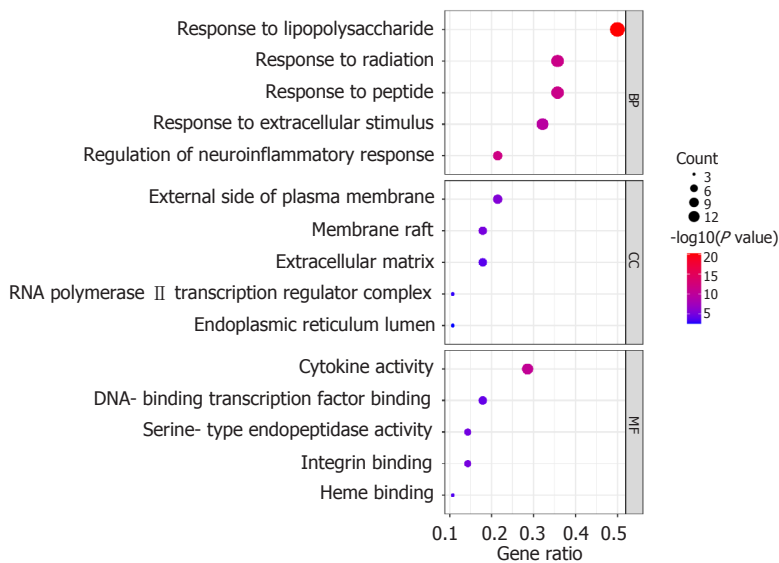 Response to lipopolysaccharide
Response to radiation
Response to peptide
Response to extracellular stimulus
Regulation of neuroinflammatory response
BP
External side of plasma membrane
Membrane raft
Extracellular matrix
RNA polymerase Ⅱ transcription regulator complex
Endoplasmic reticulum lumen
CC
Cytokine activity
DNA- binding transcription factor binding
Serine- type endopeptidase activity
Integrin binding
Heme binding
MF
0.1 0.2 0.3 0.4 0.5
Gene ratio
Count
3
6
9
12
-log10(P value)
20
15
10
5